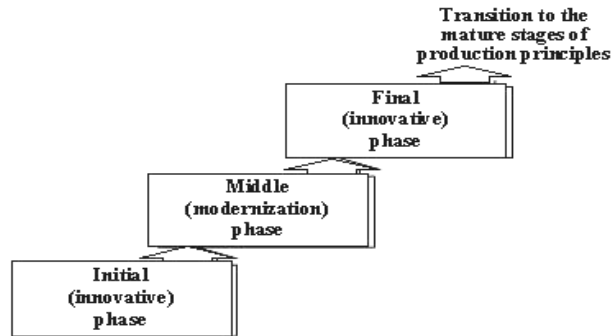 Transition to the
mature stages of
production principles
Final
(innovative)
phase
Middle
(modernization)
phase
Initial
(innovative)
phase